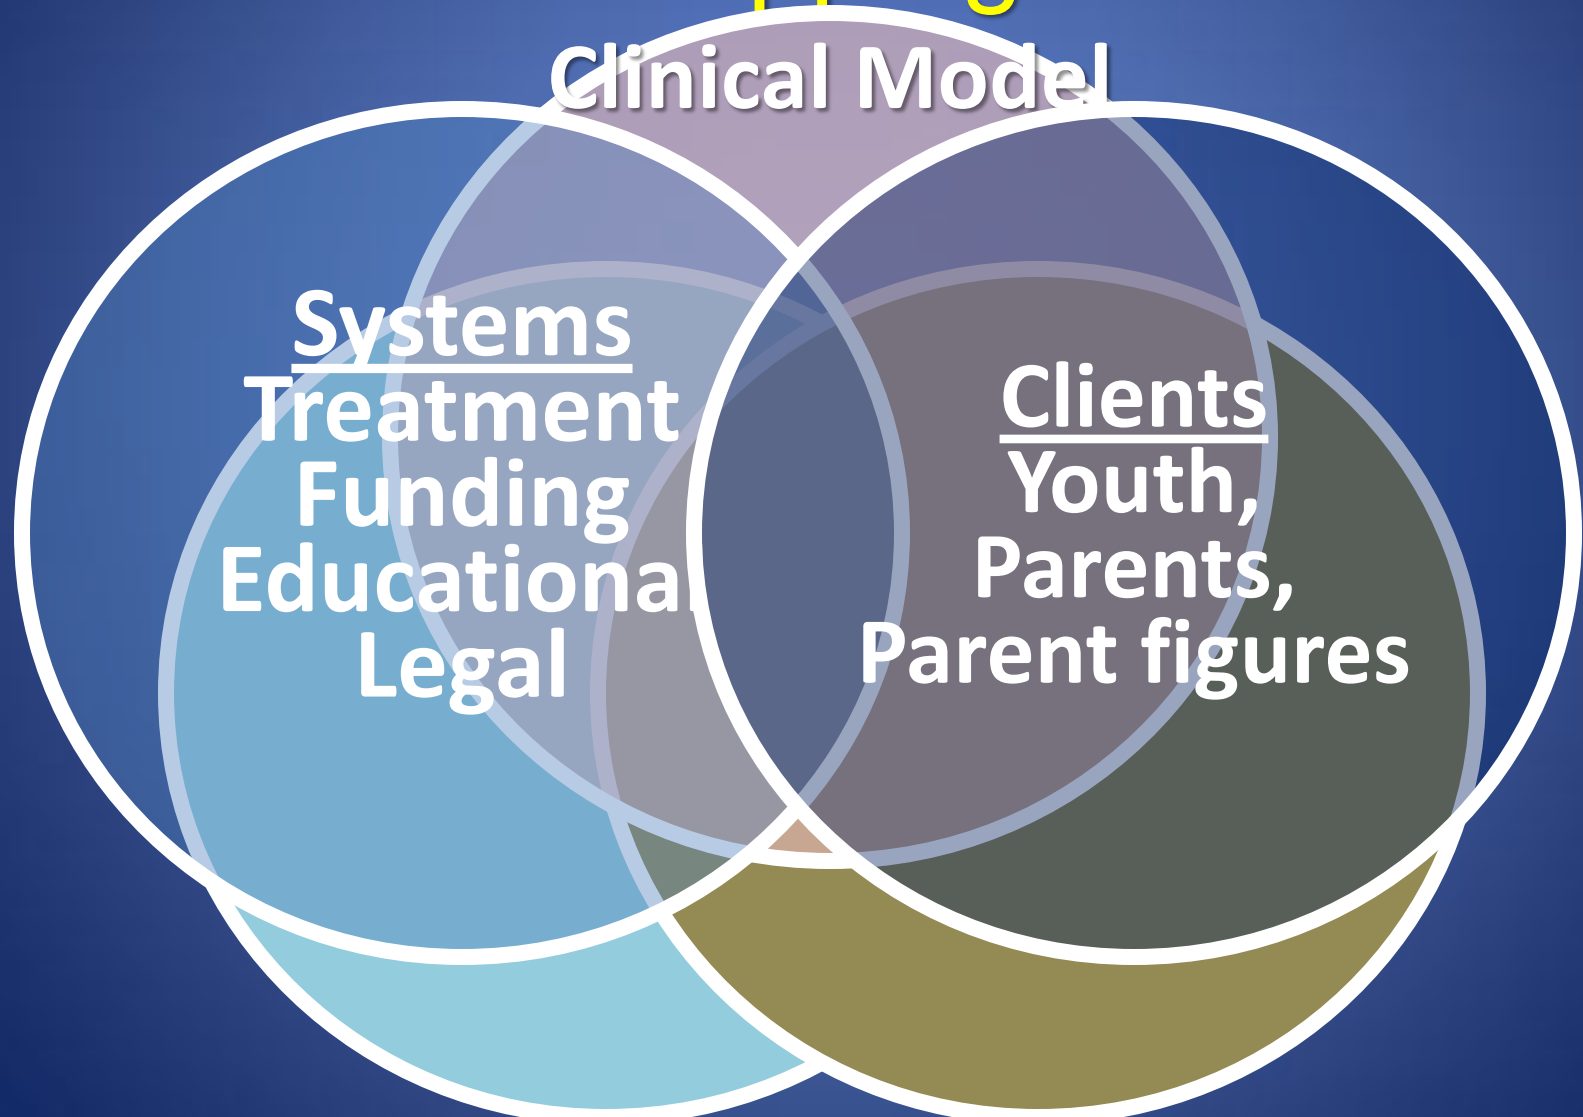 Clinical Model
Systems
Treatment
Funding
Educational
Legal
Clients
Youth,
Parents,
Parent figures